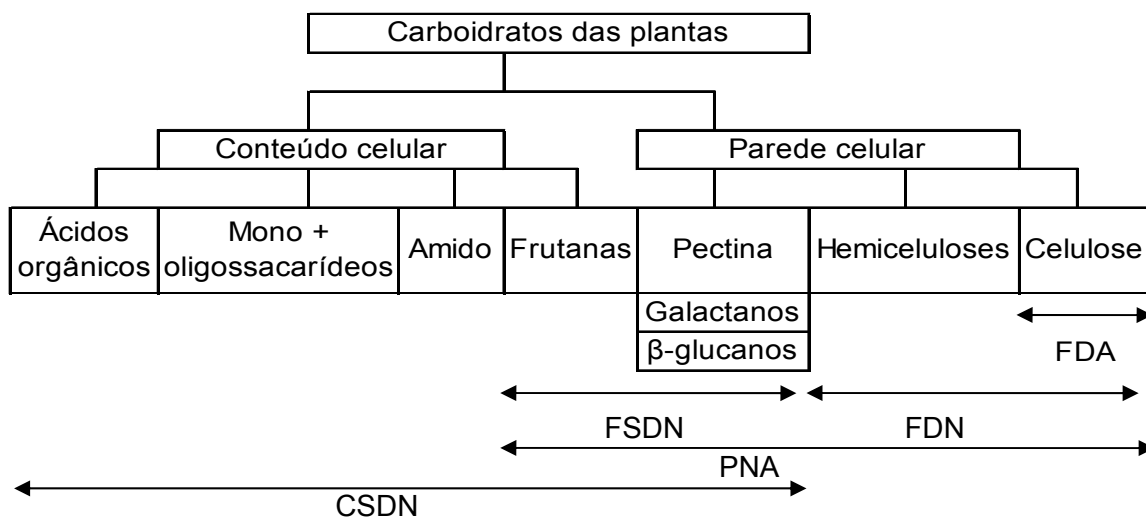 Carboidratos das plantas
Conteúdo celular
Parede celular
Ácidos
orgânicos
Mono +
oligossacarídeos
Amido
Frutanas
Pectina
Hemiceluloses
Celulose
Galactanos
β-glucanos
FDA
FSDN
FDN
PNA
CSDN